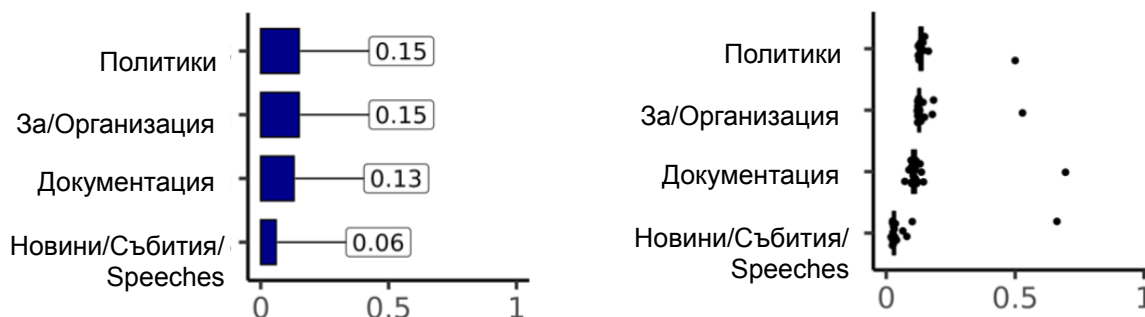 Политики
0.15
За/Организация
0.15
Документация
0.13
Новини/Събития/
Speeches
0.06
0 0.5 1
Политики
За/Организация
Документация
Новини/Събития/
Speeches
0 0.5 1